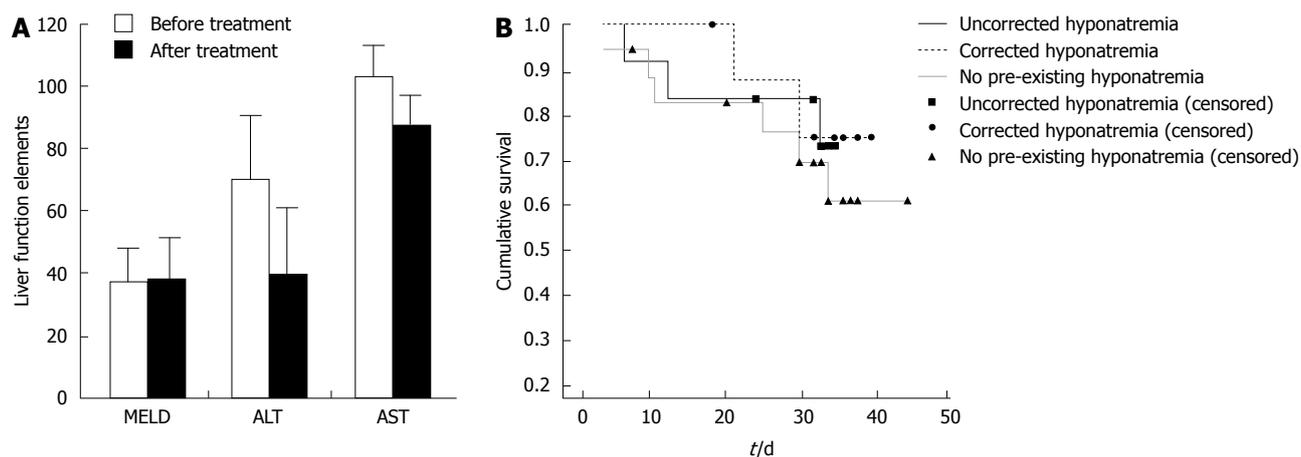 A
Before treatment
After treatment
Liver function elements
120
100
80
60
40
20
0
MELD
ALT
AST
B
Cumulative survival
1.0
0.9
0.8
0.7
0.6
0.5
0.4
0.3
0.2
0
10
20
30
40
50
t/d
Uncorrected hyponatremia
Corrected hyponatremia
No pre-existing hyponatremia
Uncorrected hyponatremia (censored)
Corrected hyponatremia (censored)
No pre-existing hyponatremia (censored)